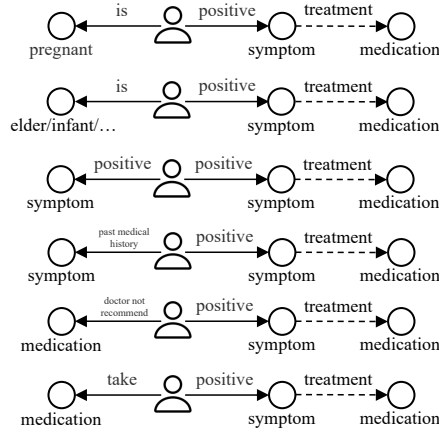 is positive treatment
pregnant symptom medication
is positive treatment
elder/infant/... symptom medication
positive positive treatment
symptom symptom medication
past medical
history positive treatment
symptom symptom medication
doctor not
recommend positive treatment
medication symptom medication
take positive treatment
medication symptom medication